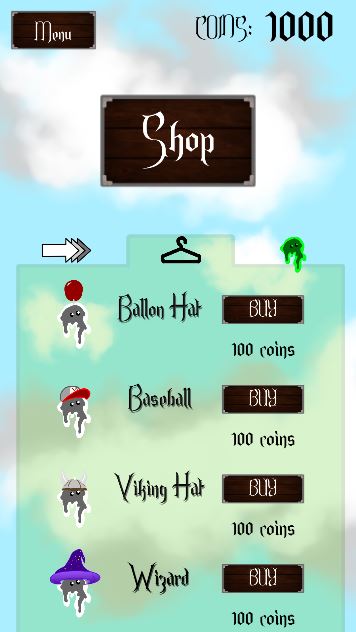 Menu
COINS: 1000
Shop
Ballon Hat
BUY
100 coins
Baseball
BUY
100 coins
Viking Hat
BUY
100 coins
Wizard
BUY
100 coins